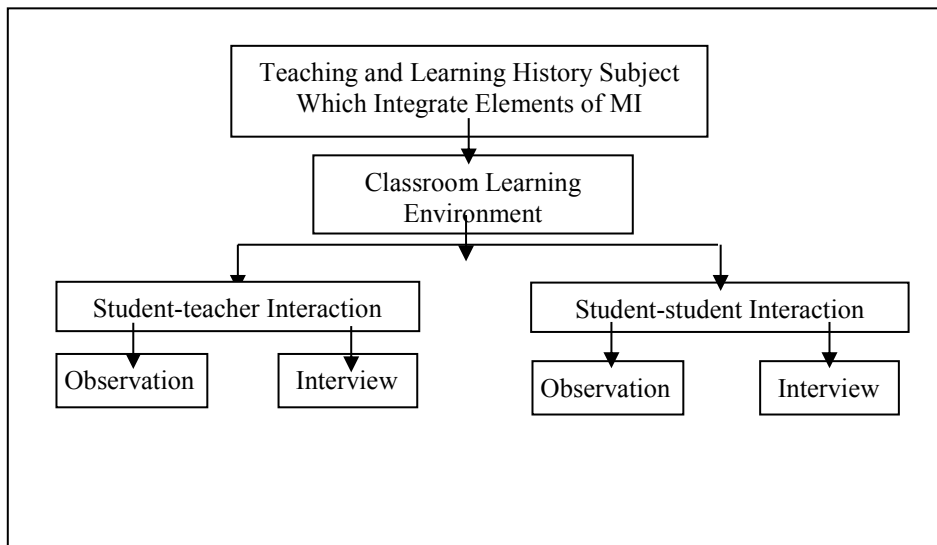 Teaching and Learning History Subject
Which Integrate Elements of MI
Classroom Learning
Environment
Student-teacher Interaction
Student-student Interaction
Observation
Interview
Observation
Interview